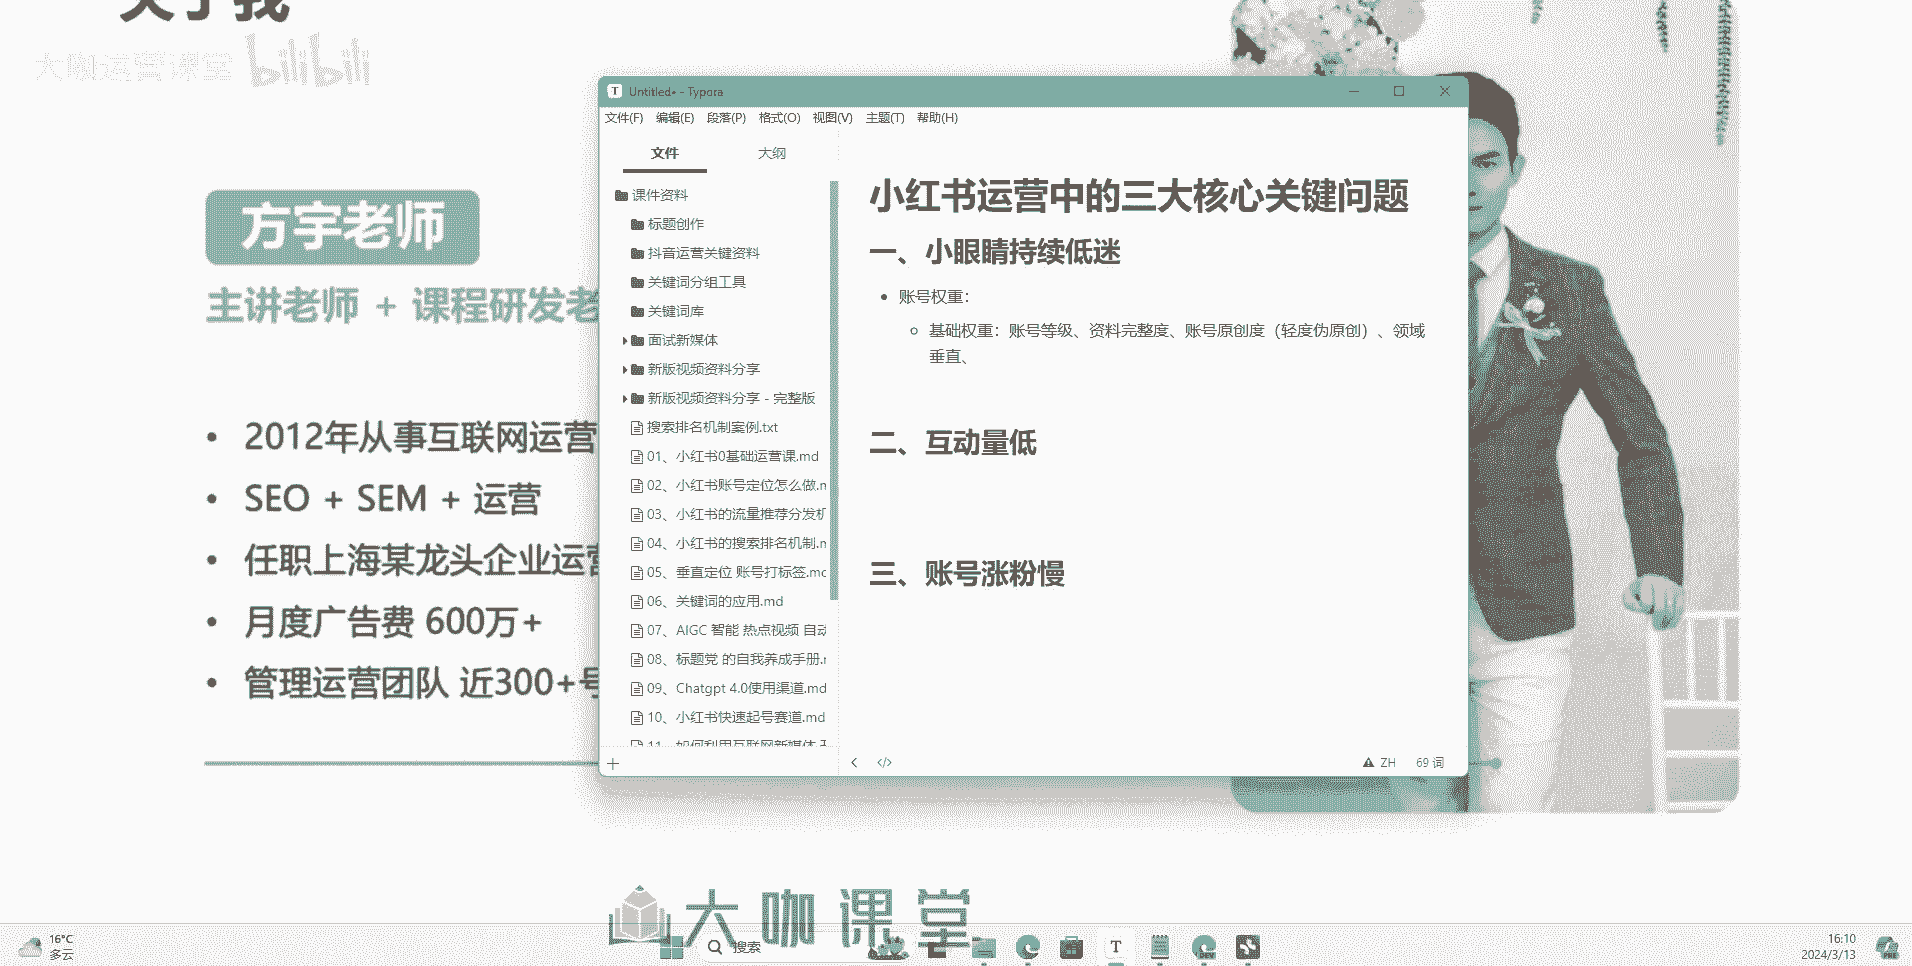 关于我
大咖运营课堂 bilibili
方宇老师
主讲老师 + 课程研发老
• 2012年从事互联网运营
• SEO + SEM + 运营
• 任职上海某龙头企业运营
• 月度广告费 600万+
• 管理运营团队 近300+号
Untitled• - Typora
文件(F) 编辑(E) 段落(P) 格式(O) 视图(V) 主题(T) 帮助(H)
文件 大纲
课件资料
标题创作
抖音运营关键资料
关键词分组工具
关键词库
面试新媒体
新版视频资料分享
新版视频资料分享 - 完整版
搜索排名机制案例.txt
01、小红书0基础运营课.md
02、小红书账号定位怎么做.m
03、小红书的流量推荐分发机
04、小红书的搜索排名机制.m
05、垂直定位 账号打标签.md
06、关键词的应用.md
07、AIGC 智能 热点视频 自动
08、标题党 的自我养成手册.m
09、Chatgpt 4.0使用渠道.md
10、小红书快速起号赛道.md
11、如何利用互联网新媒体
小红书运营中的三大核心关键问题
一、小眼睛持续低迷
• 账号权重：
基础权重：账号等级、资料完整度、账号原创度（轻度伪原创）、领域
垂直、
二、互动量低
三、账号涨粉慢
ZH 69 词
大咖课堂
16°C
多云
搜索
T
DEV
16:10
2024/3/13
PRE